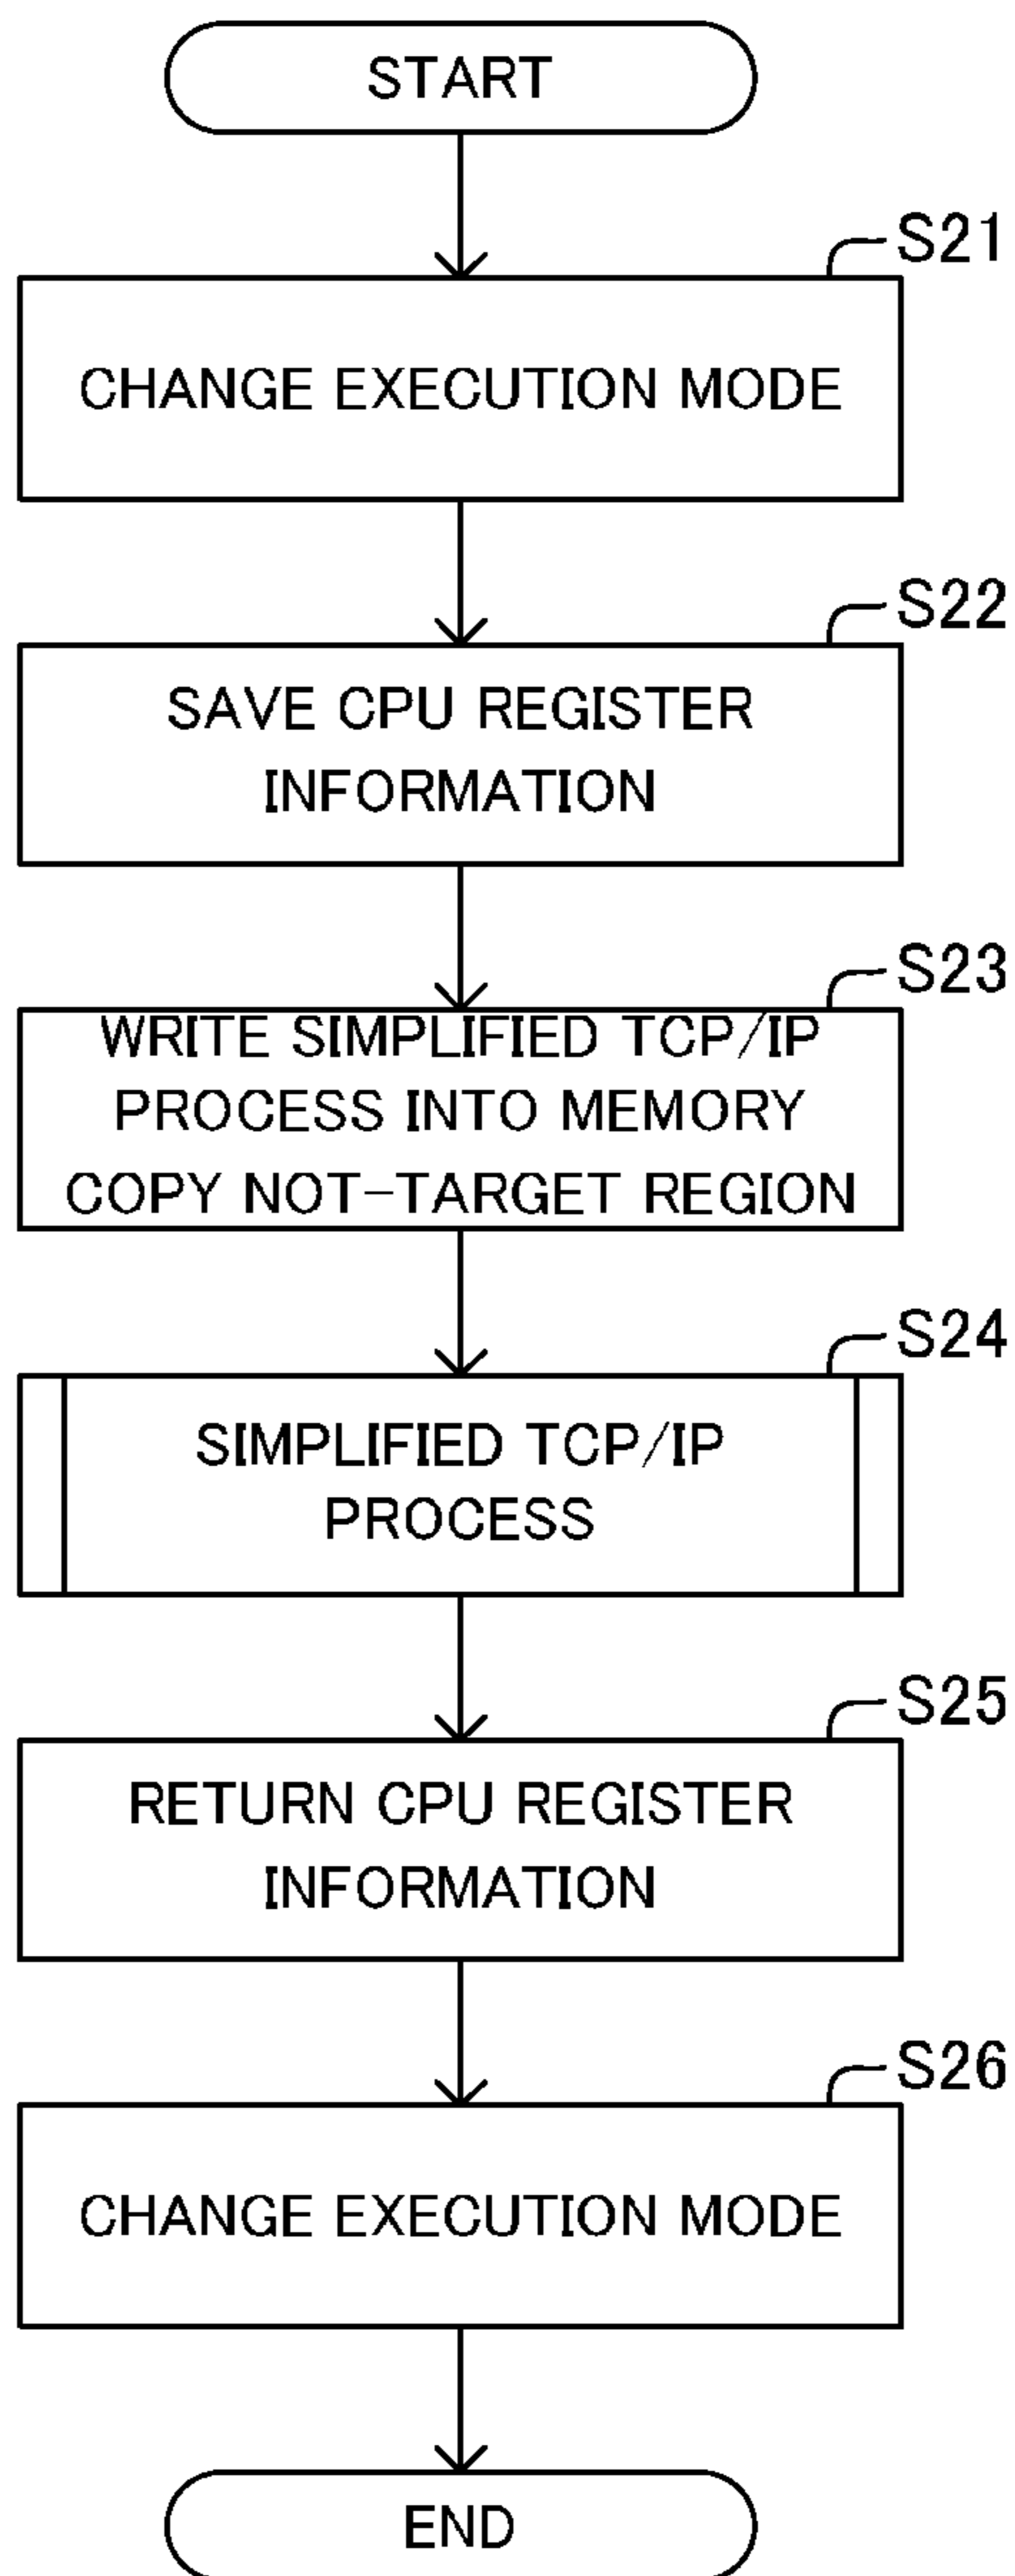 START
S21
CHANGE EXECUTION MODE
S22
SAVE CPU REGISTER
INFORMATION
S23
WRITE SIMPLIFIED TCP/IP
PROCESS INTO MEMORY
COPY NOT-TARGET REGION
S24
SIMPLIFIED TCP/IP
PROCESS
S25
RETURN CPU REGISTER
INFORMATION
S26
CHANGE EXECUTION MODE
END